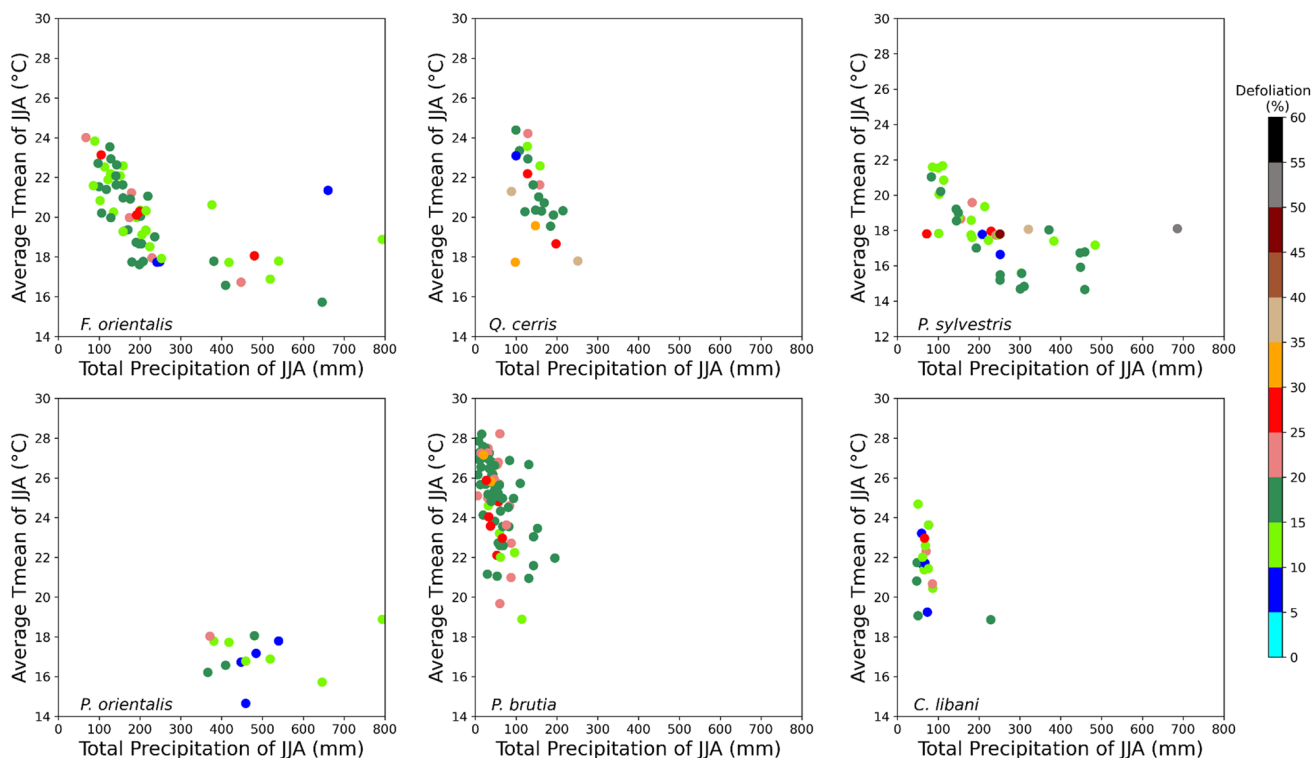 30
28
26
24
22
20
18
16
14
Average Tmean of JJA (°C)
F. orientalis
0 100 200 300 400 500 600 700 800
Total Precipitation of JJA (mm)
30
28
26
24
22
20
18
16
14
Average Tmean of JJA (°C)
Q. cerris
0 100 200 300 400 500 600 700 800
Total Precipitation of JJA (mm)
30
28
26
24
22
20
18
16
14
12
Average Tmean of JJA (°C)
P. sylvestris
0 100 200 300 400 500 600 700 800
Total Precipitation of JJA (mm)
30
28
26
24
22
20
18
16
14
Average Tmean of JJA (°C)
P. orientalis
0 100 200 300 400 500 600 700 800
Total Precipitation of JJA (mm)
30
28
26
24
22
20
18
16
14
Average Tmean of JJA (°C)
P. brutia
0 100 200 300 400 500 600 700 800
Total Precipitation of JJA (mm)
30
28
26
24
22
20
18
16
14
Average Tmean of JJA (°C)
C. libani
0 100 200 300 400 500 600 700 800
Total Precipitation of JJA (mm)
Defoliation
(%)
60
55
50
45
40
35
30
25
20
15
10
5
0